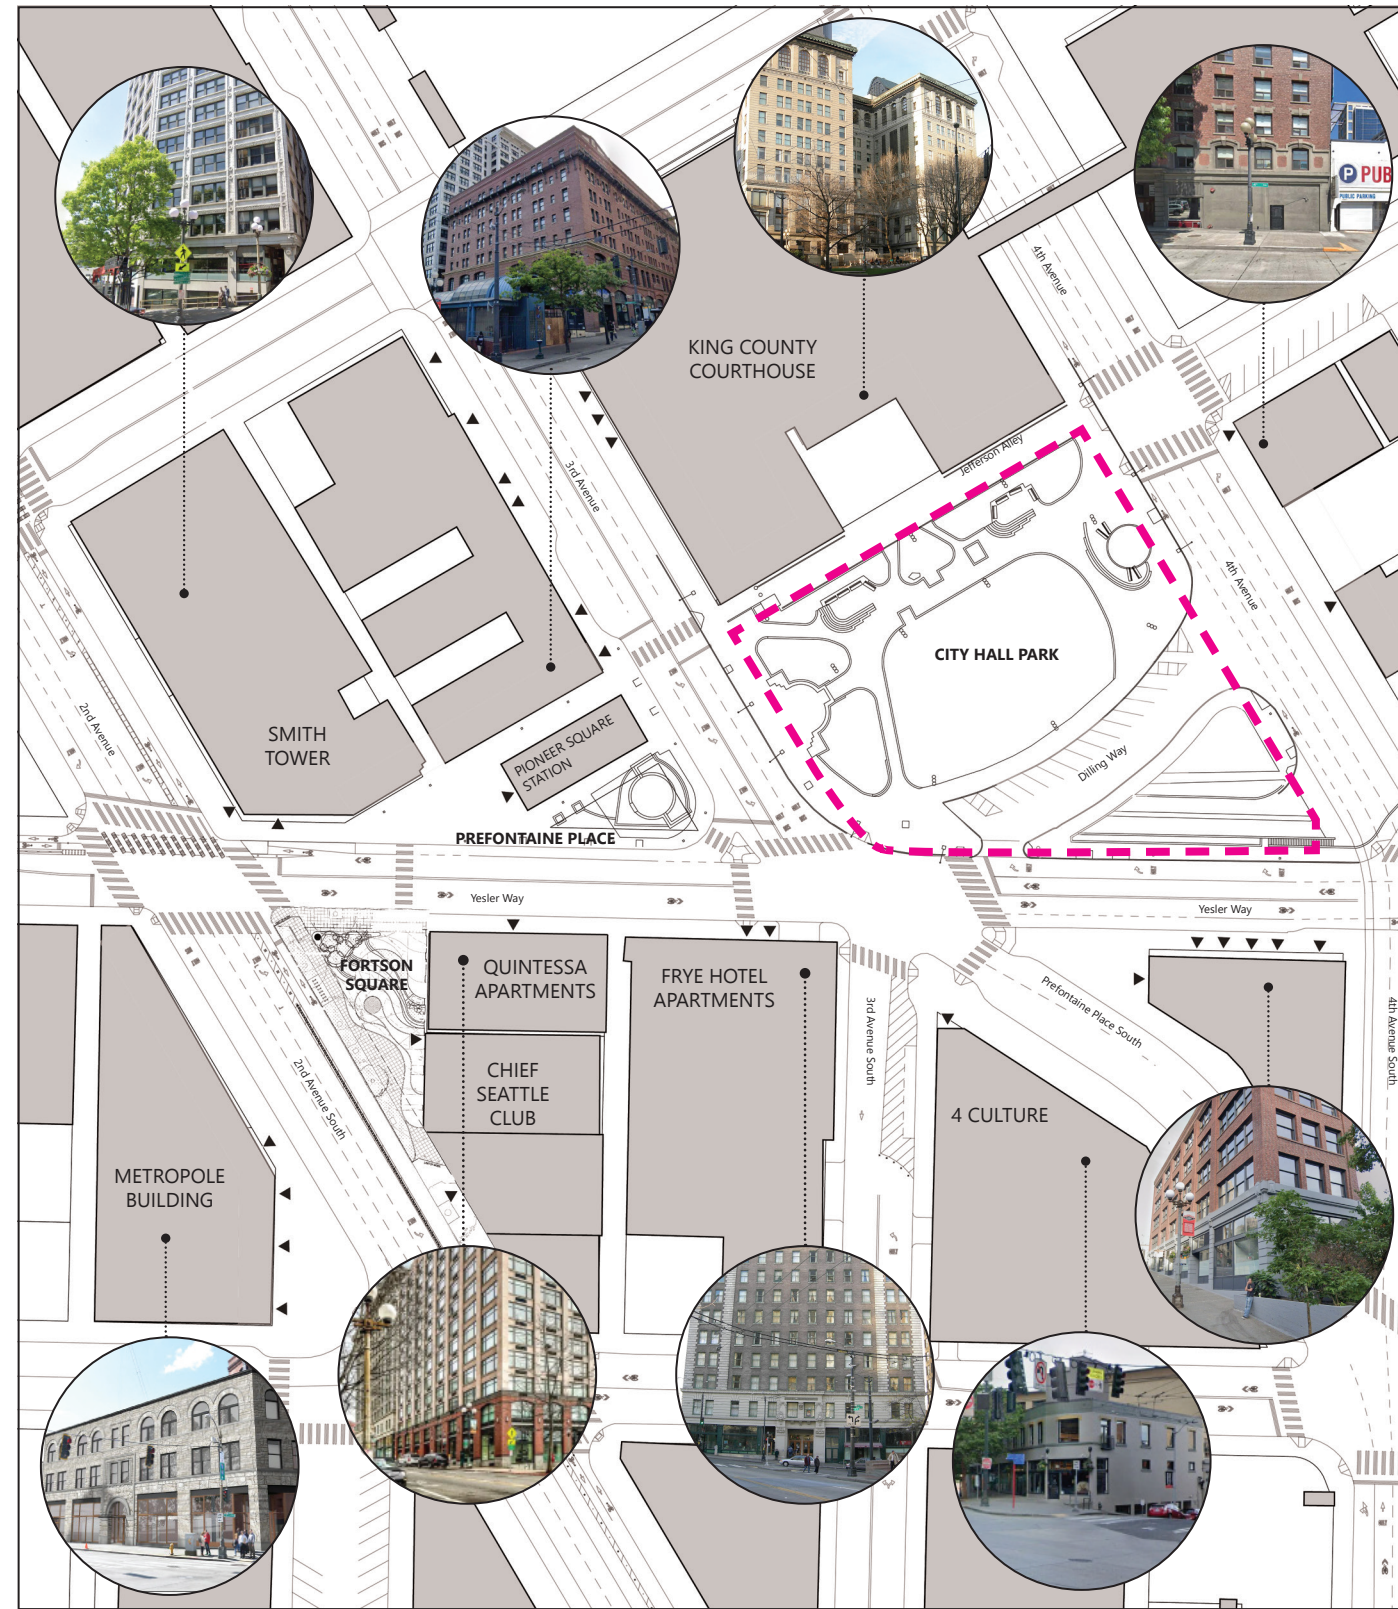 P PUB
PUBLIC PARKING
KING COUNTY
COURTHOUSE
4th Avenue
Jefferson Alley
3rd Avenue
4th Avenue
CITY HALL PARK
2nd Avenue
SMITH
TOWER
PIONEER SQUARE
STATION
Dilling Way
PREFONTAINE PLACE
Yesler Way
Yesler Way
FORTSON
SQUARE
QUINTESSA
APARTMENTS
FRYE HOTEL
APARTMENTS
Prefontaine Place South
3rd Avenue South
4th Avenue South
2nd Avenue South
CHIEF
SEATTLE
CLUB
4 CULTURE
METROPOLE
BUILDING